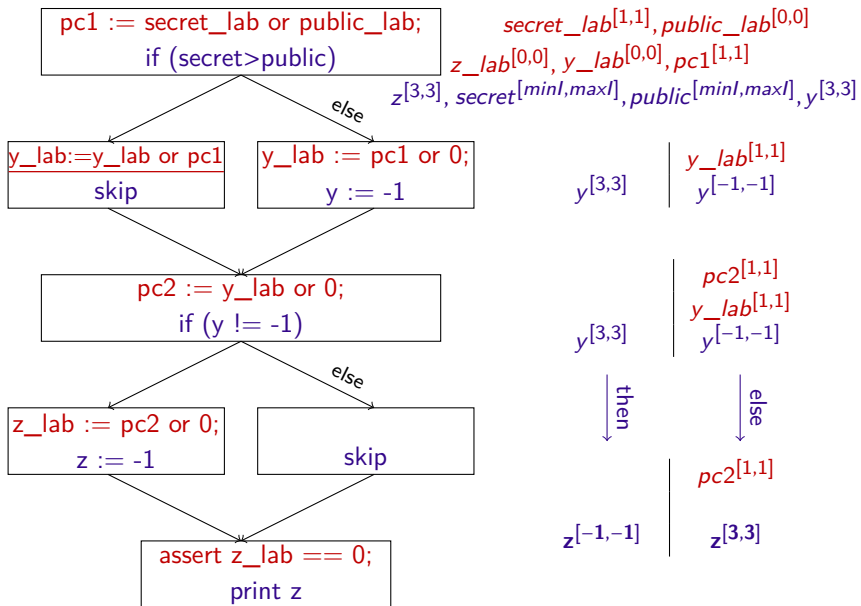 pc1 := secret_lab or public_lab;
if (secret>public)
secret_lab[1,1], public_lab[0,0]
z_lab[0,0], y_lab[0,0], pc1[1,1]
z[3,3], secret[minI,maxI], public[minI,maxI], y[3,3]
else
y_lab:=y_lab or pc1
skip
y_lab := pc1 or 0;
y := -1
y_lab[1,1]
y[3,3] y[-1,-1]
pc2 := y_lab or 0;
if (y != -1)
pc2[1,1]
y_lab[1,1]
y[3,3] y[-1,-1]
else
then
else
z_lab := pc2 or 0;
z := -1
skip
pc2[1,1]
z[-1,-1] z[3,3]
assert z_lab == 0;
print z